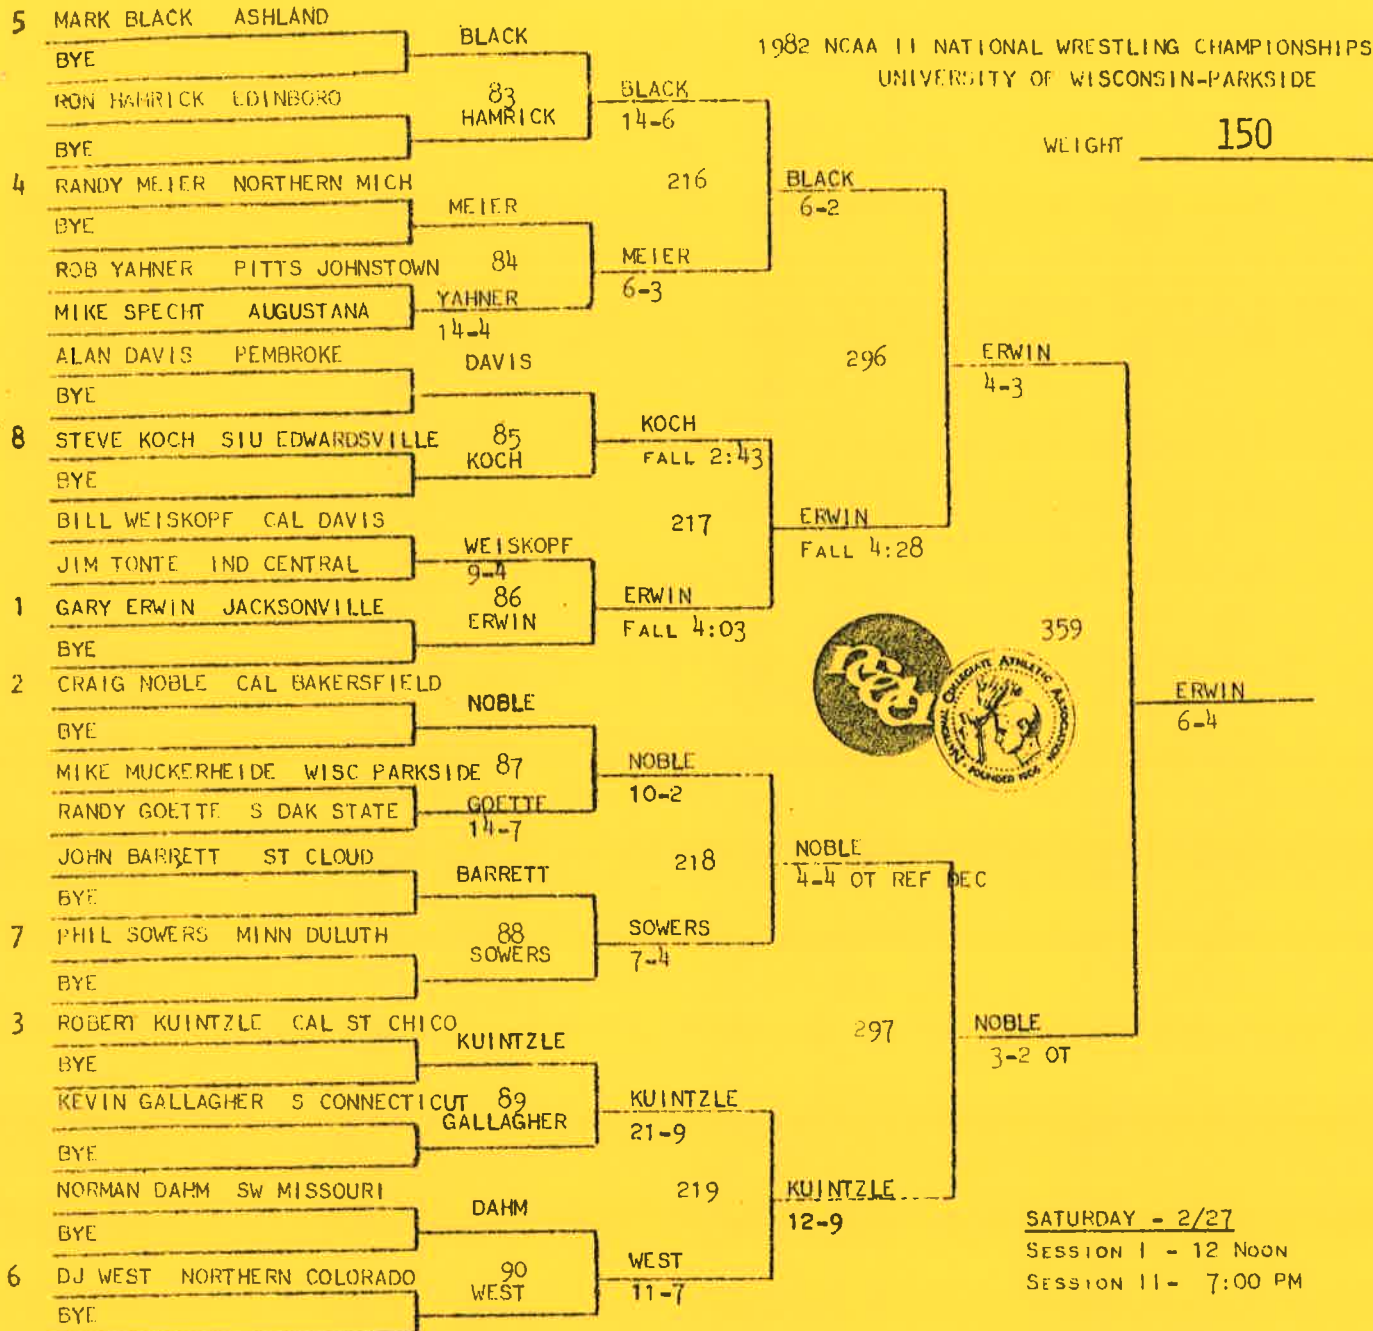 1982 NCAA II NATIONAL WRESTLING CHAMPIONSHIPS
UNIVERSITY OF WISCONSIN-PARKSIDE
WEIGHT 150
5 MARK BLACK ASHLAND
BYE
RON HAMRICK EDINBORO
BYE
4 RANDY MEIER NORTHERN MICH
BYE
ROB YAHNER PITTS JOHNSTOWN
MIKE SPECHT AUGUSTANA
ALAN DAVIS PEMBROKE
BYE
8 STEVE KOCH SIU EDWARDSVILLE
BYE
BILL WEISKOPF CAL DAVIS
JIM TONTE IND CENTRAL
1 GARY ERWIN JACKSONVILLE
BYE
2 CRAIG NOBLE CAL BAKERSFIELD
BYE
MIKE MUCKERHEIDE WISC PARKSIDE
RANDY GOETTE S DAK STATE
JOHN BARRETT ST CLOUD
BYE
7 PHIL SOWERS MINN DULUTH
BYE
3 ROBERT KUINTZLE CAL ST CHICO
BYE
KEVIN GALLAGHER S CONNECTICUT
BYE
NORMAN DAHM SW MISSOURI
BYE
6 DJ WEST NORTHERN COLORADO
BYE
BLACK
83
HAMRICK
MEIER
84
YAHNER
14-4
DAVIS
85
KOCH
WEISKOPF
9-4
86
ERWIN
NOBLE
87
GOETTE
14-7
BARRETT
88
SOWERS
KUINTZLE
89
GALLAGHER
DAHM
90
WEST
BLACK
14-6
216
MEIER
6-3
KOCH
FALL 2:43
217
ERWIN
FALL 4:03
NOBLE
10-2
218
SOWERS
7-4
KUINTZLE
21-9
219
WEST
11-7
BLACK
6-2
296
ERWIN
FALL 4:28
NOBLE
4-4 OT REF DEC
297
KUINTZLE
12-9
ERWIN
4-3
359
NOBLE
3-2 OT
ERWIN
6-4
NCAA
NATIONAL COLLEGIATE ATHLETIC ASSOCIATION
FOUNDED 1906
SATURDAY - 2/27
SESSION I - 12 NOON
SESSION II - 7:00 PM